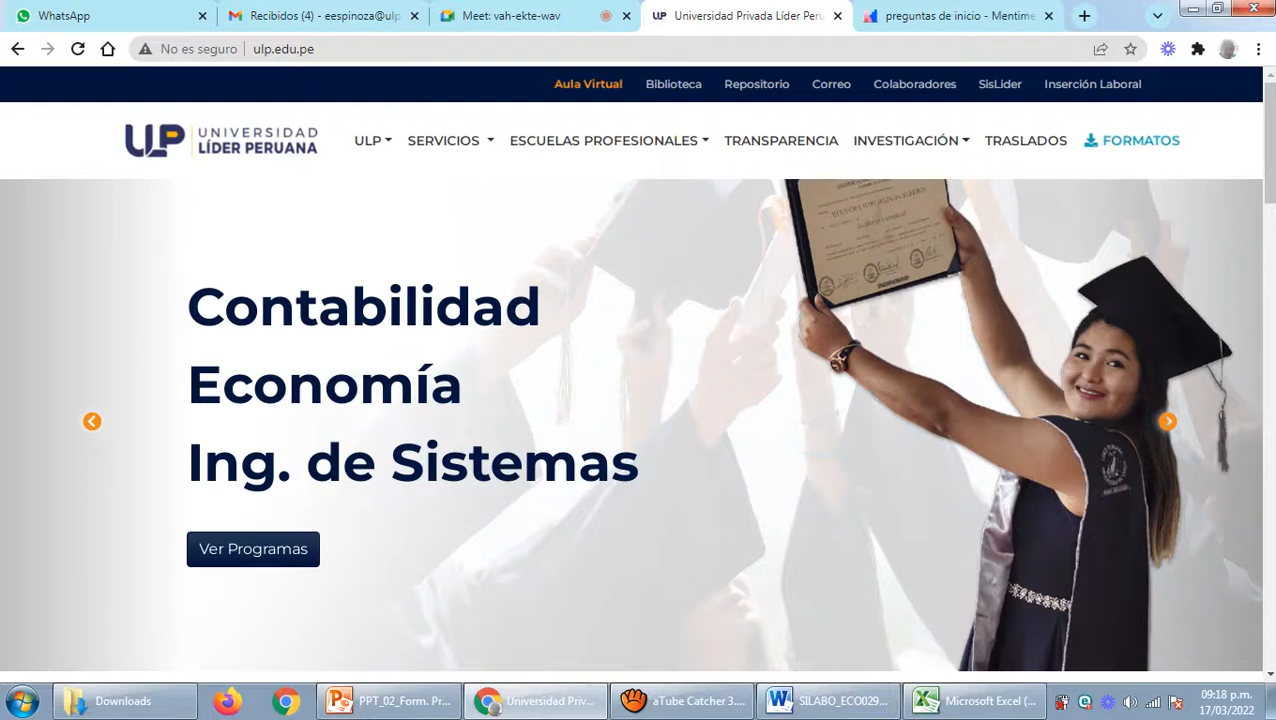 WhatsApp
Recibidos (4) - eespinoza@ulp
Meet: vah-ekte-wav
Universidad Privada Líder Peru
preguntas de inicio - Mentime
No es seguro
ulp.edu.pe
Aula Virtual Biblioteca Repositorio Correo Colaboradores SisLider Inserción Laboral
ULP UNIVERSIDAD
LÍDER PERUANA
ULP SERVICIOS ESCUELAS PROFESIONALES TRANSPARENCIA INVESTIGACIÓN TRASLADOS FORMATOS
Contabilidad
Economía
Ing. de Sistemas
Ver Programas
Downloads
PPT_02_Form. Pr...
Universidad Priv...
aTube Catcher 3....
SILABO_ECO029...
Microsoft Excel (...
09:18 p.m.
17/03/2022